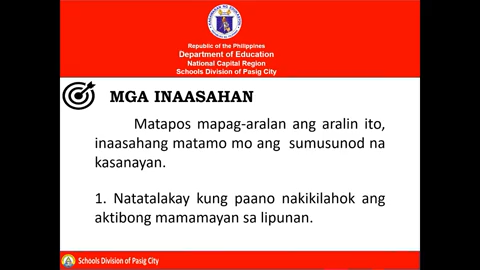 Republic of the Philippines
Department of Education
National Capital Region
Schools Division of Pasig City
MGA INAASAHAN
Matapos mapag-aralan ang aralin ito,
inaasahang matamo mo ang sumusunod na
kasanayan.
1. Natatalakay kung paano nakikilahok ang
aktibong mamamayan sa lipunan.
Schools Division of Pasig City